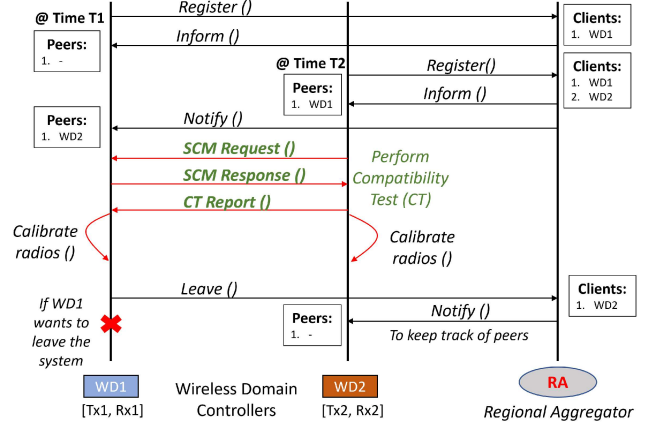 @ Time T1
Register ()
Clients:
1. WD1
Inform ()
Peers:
1. -
@ Time T2
Register()
Clients:
1. WD1
2. WD2
Peers:
1. WD1
Inform ()
Notify ()
Peers:
1. WD2
SCM Request ()
SCM Response ()
CT Report ()
Perform
Compatibility
Test (CT)
Calibrate
radios ()
Calibrate
radios ()
Leave ()
Clients:
1. WD2
If WD1
wants to
leave the
system
Peers:
1. -
Notify ()
To keep track of peers
WD1
[Tx1, Rx1]
Wireless Domain
Controllers
WD2
[Tx2, Rx2]
RA
Regional Aggregator